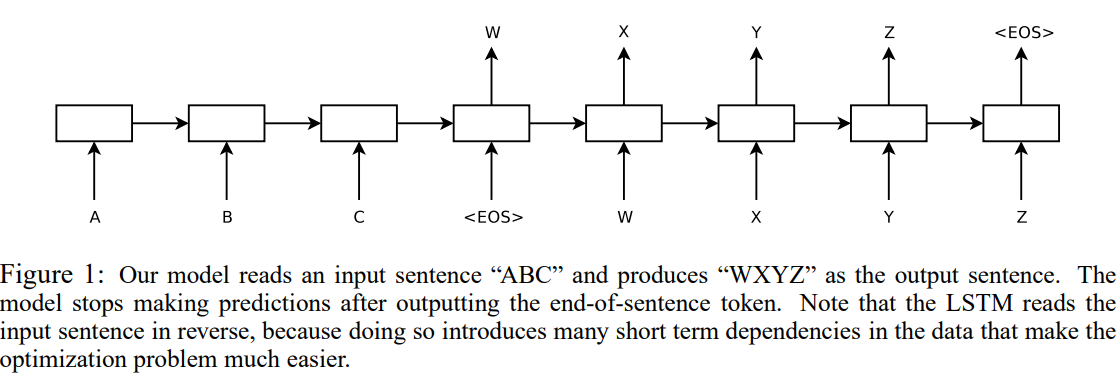 W X Y Z <EOS>
A B C <EOS> W X Y Z
Figure 1: Our model reads an input sentence “ABC” and produces “WXYZ” as the output sentence. The
model stops making predictions after outputting the end-of-sentence token. Note that the LSTM reads the
input sentence in reverse, because doing so introduces many short term dependencies in the data that make the
optimization problem much easier.